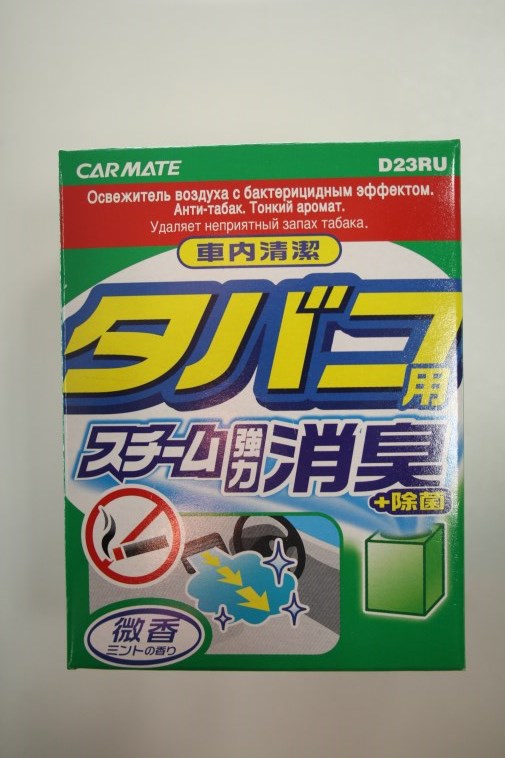 CARMATE D23RU
Освежитель воздуха с бактерицидным эффектом.
Анти-табак. Тонкий аромат.
Удаляет неприятный запах табака.
車内清潔
タバコ用
スチーム強力消臭
+除菌
微香
ミントの香り